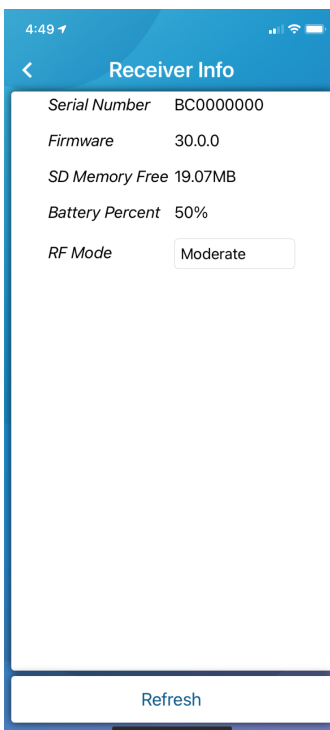 4:49
Receiver Info
Serial Number BC0000000
Firmware 30.0.0
SD Memory Free 19.07MB
Battery Percent 50%
RF Mode Moderate
Refresh